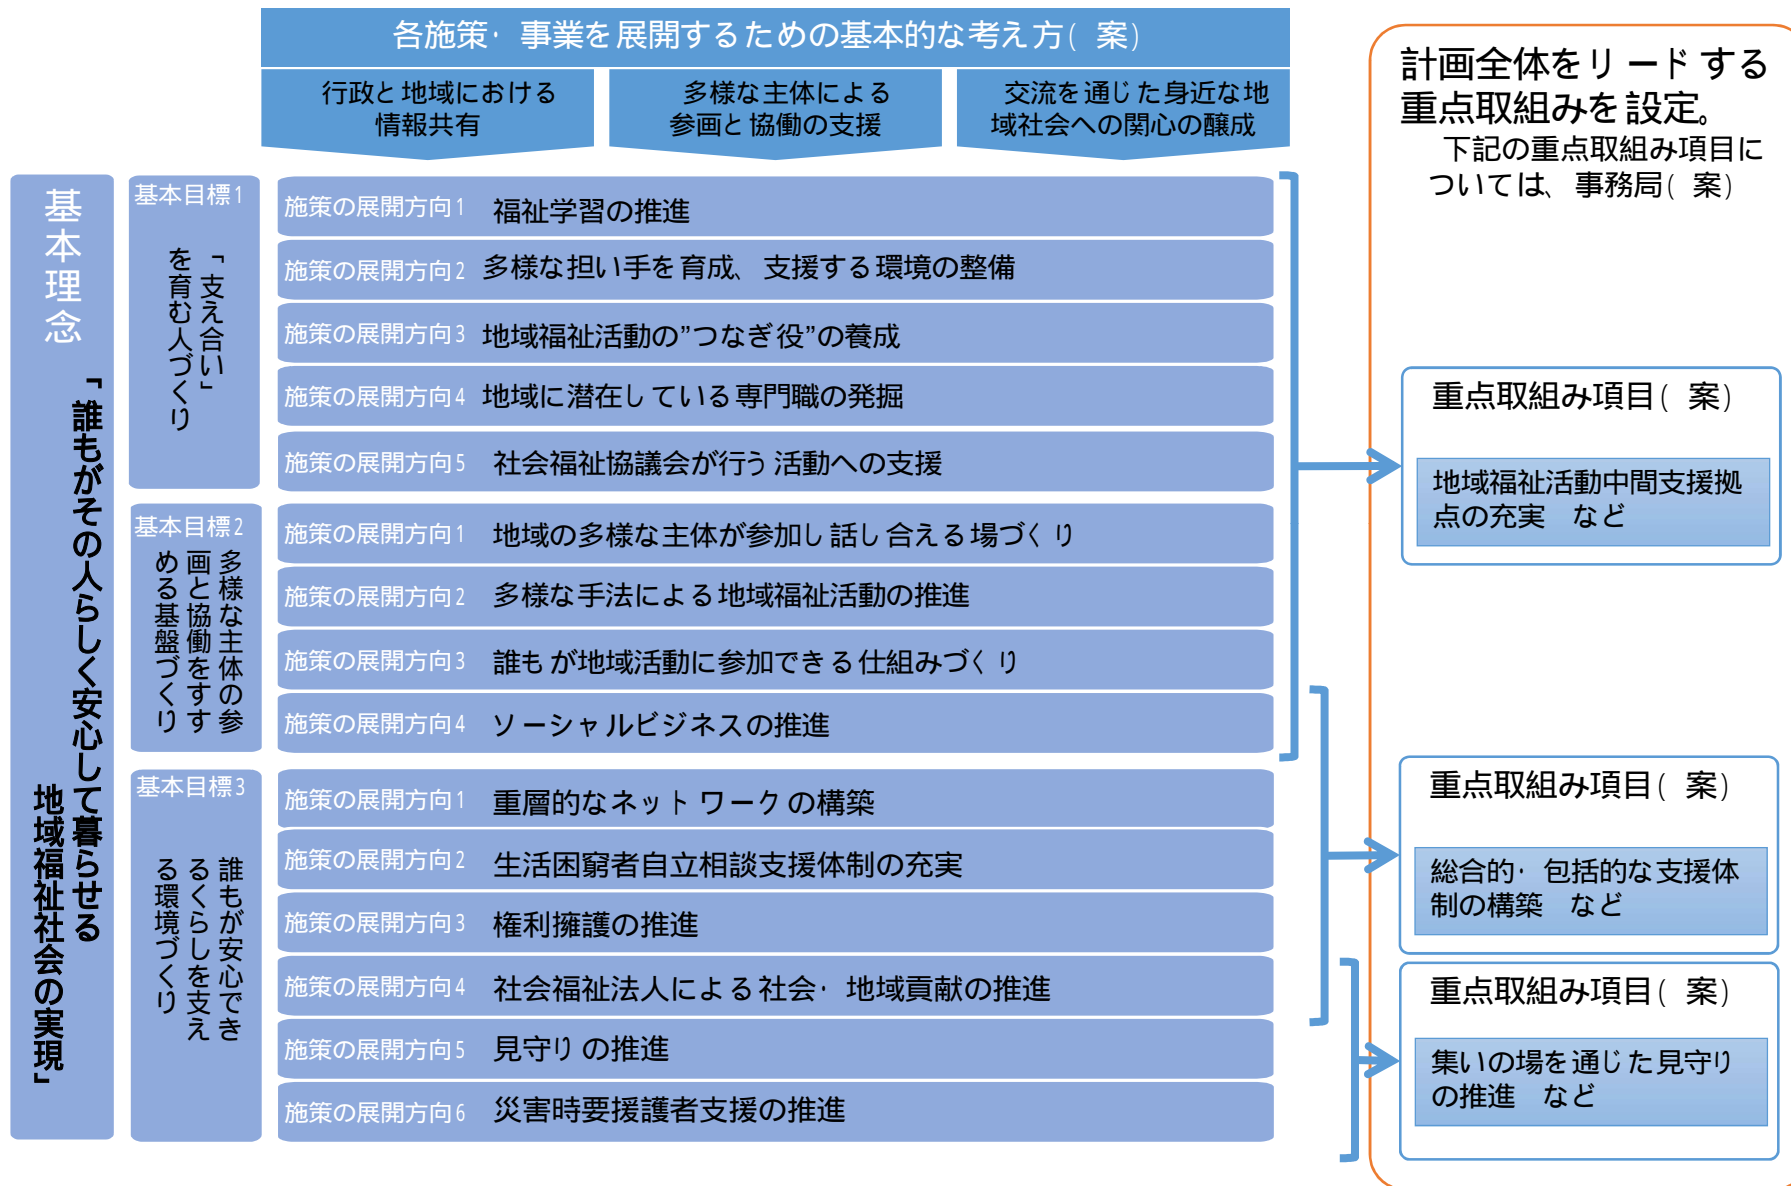 各施策・事業を展開するための基本的な考え方(案)
行政と地域における
情報共有
多様な主体による
参画と協働の支援
交流を通じた身近な地
域社会への関心の醸成
基本理念
「誰もがその人らしく安心して暮らせる
地域福祉社会の実現」
基本目標1
「支え合い」
を育む人づくり
施策の展開方向1 福祉学習の推進
施策の展開方向2 多様な担い手を育成、支援する環境の整備
施策の展開方向3 地域福祉活動の”つなぎ役”の養成
施策の展開方向4 地域に潜在している専門職の発掘
施策の展開方向5 社会福祉協議会が行う活動への支援
基本目標2
多様な主体の参
画と協働をすす
める基盤づくり
施策の展開方向1 地域の多様な主体が参加し話し合える場づくり
施策の展開方向2 多様な手法による地域福祉活動の推進
施策の展開方向3 誰もが地域活動に参加できる仕組みづくり
施策の展開方向4 ソーシャルビジネスの推進
基本目標3
誰もが安心でき
るくらしを支え
る環境づくり
施策の展開方向1 重層的なネットワークの構築
施策の展開方向2 生活困窮者自立相談支援体制の充実
施策の展開方向3 権利擁護の推進
施策の展開方向4 社会福祉法人による社会・地域貢献の推進
施策の展開方向5 見守りの推進
施策の展開方向6 災害時要援護者支援の推進
計画全体をリードする
重点取組みを設定。
下記の重点取組み項目に
ついては、事務局(案)
重点取組み項目(案)
地域福祉活動中間支援拠
点の充実 など
重点取組み項目(案)
総合的・包括的な支援体
制の構築 など
重点取組み項目(案)
集いの場を通じた見守り
の推進 など